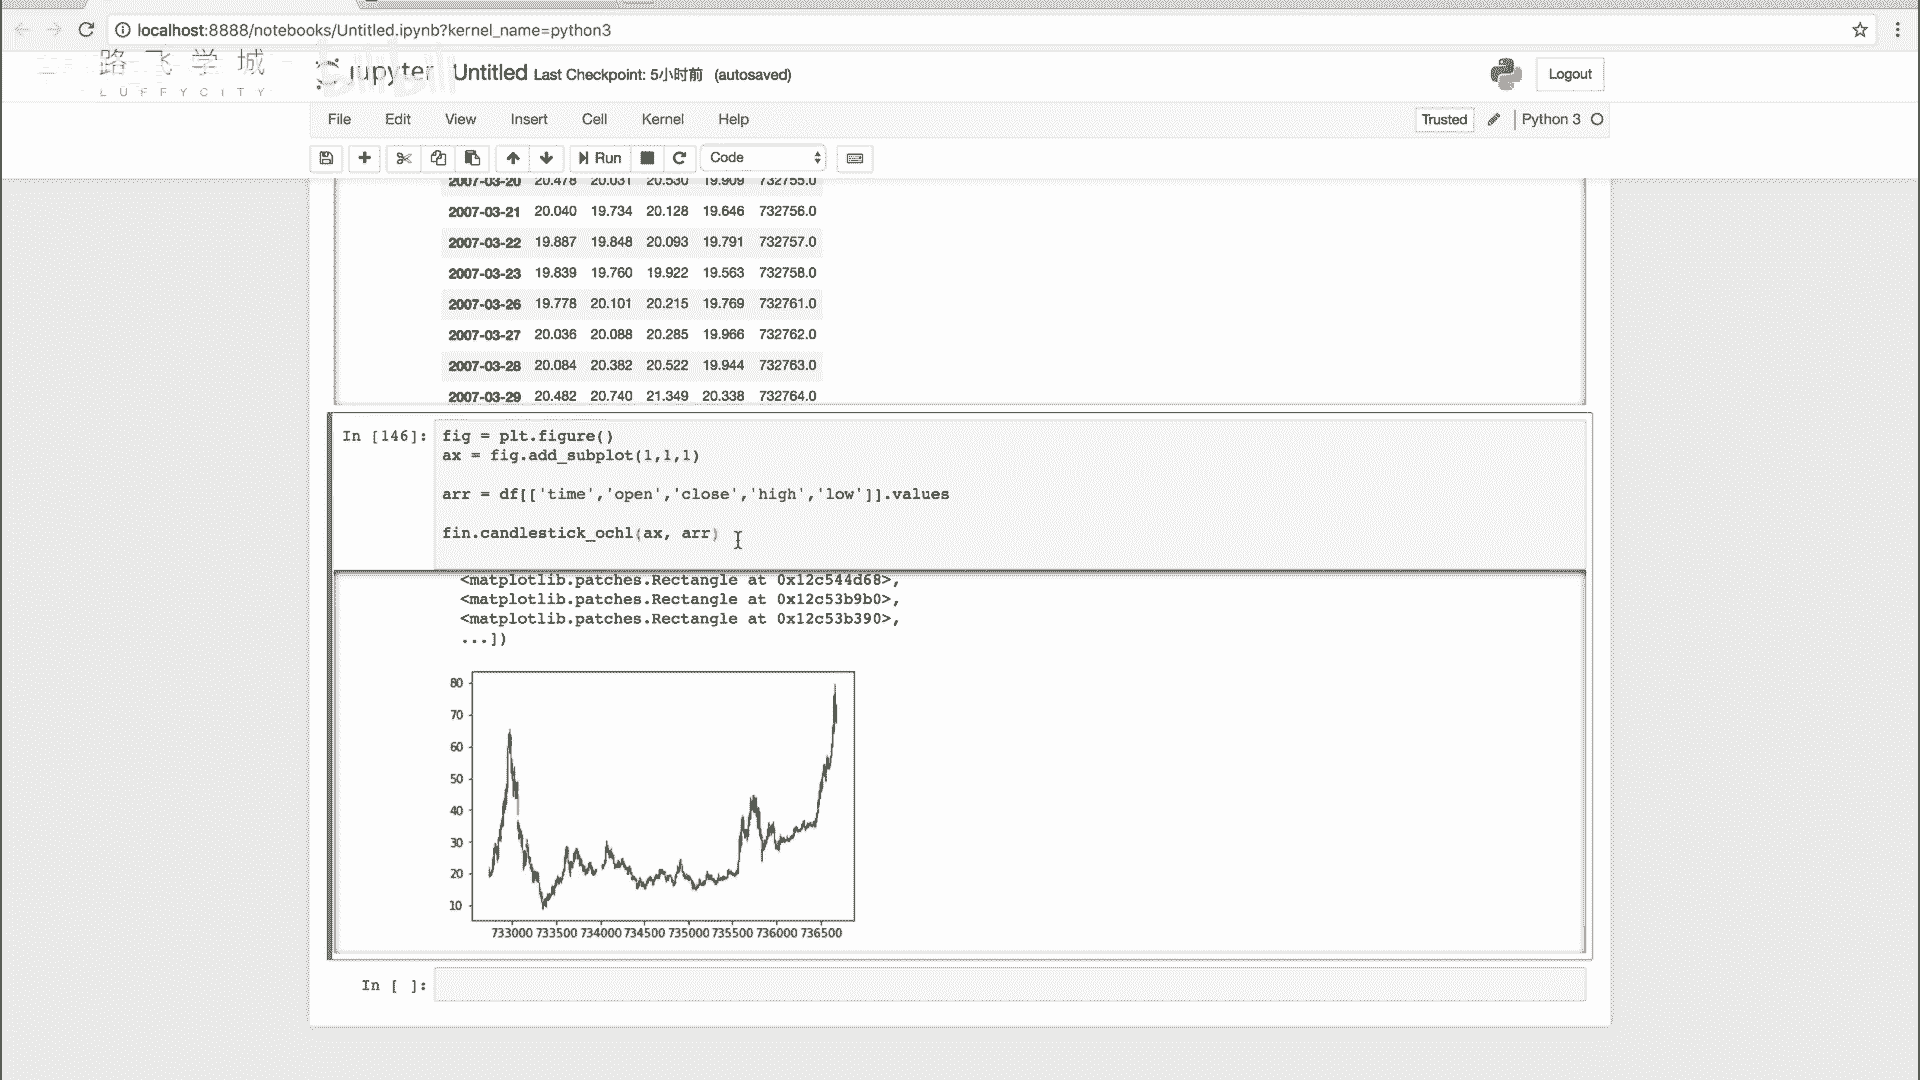 localhost:8888/notebooks/Untitled.ipynb?kernel_name=python3
路飞学城
LUFFYCITY
jupyter Untitled Last Checkpoint: 5小时前 (autosaved)
Logout
File Edit View Insert Cell Kernel Help
Trusted Python 3
Run Code
2007-03-20 20.478 20.031 20.530 19.909 732755.0
2007-03-21 20.040 19.734 20.128 19.646 732756.0
2007-03-22 19.887 19.848 20.093 19.791 732757.0
2007-03-23 19.839 19.760 19.922 19.563 732758.0
2007-03-26 19.778 20.101 20.215 19.769 732761.0
2007-03-27 20.036 20.088 20.285 19.966 732762.0
2007-03-28 20.084 20.382 20.522 19.944 732763.0
2007-03-29 20.482 20.740 21.349 20.338 732764.0
In [146]: fig = plt.figure()
ax = fig.add_subplot(1,1,1)
arr = df[['time','open','close','high','low']].values
fin.candlestick_ochl(ax, arr)
<matplotlib.patches.Rectangle at 0x12c544d68>,
<matplotlib.patches.Rectangle at 0x12c53b9b0>,
<matplotlib.patches.Rectangle at 0x12c53b390>,
...])
80
70
60
50
40
30
20
10
733000 733500 734000 734500 735000 735500 736000 736500
In [ ]: